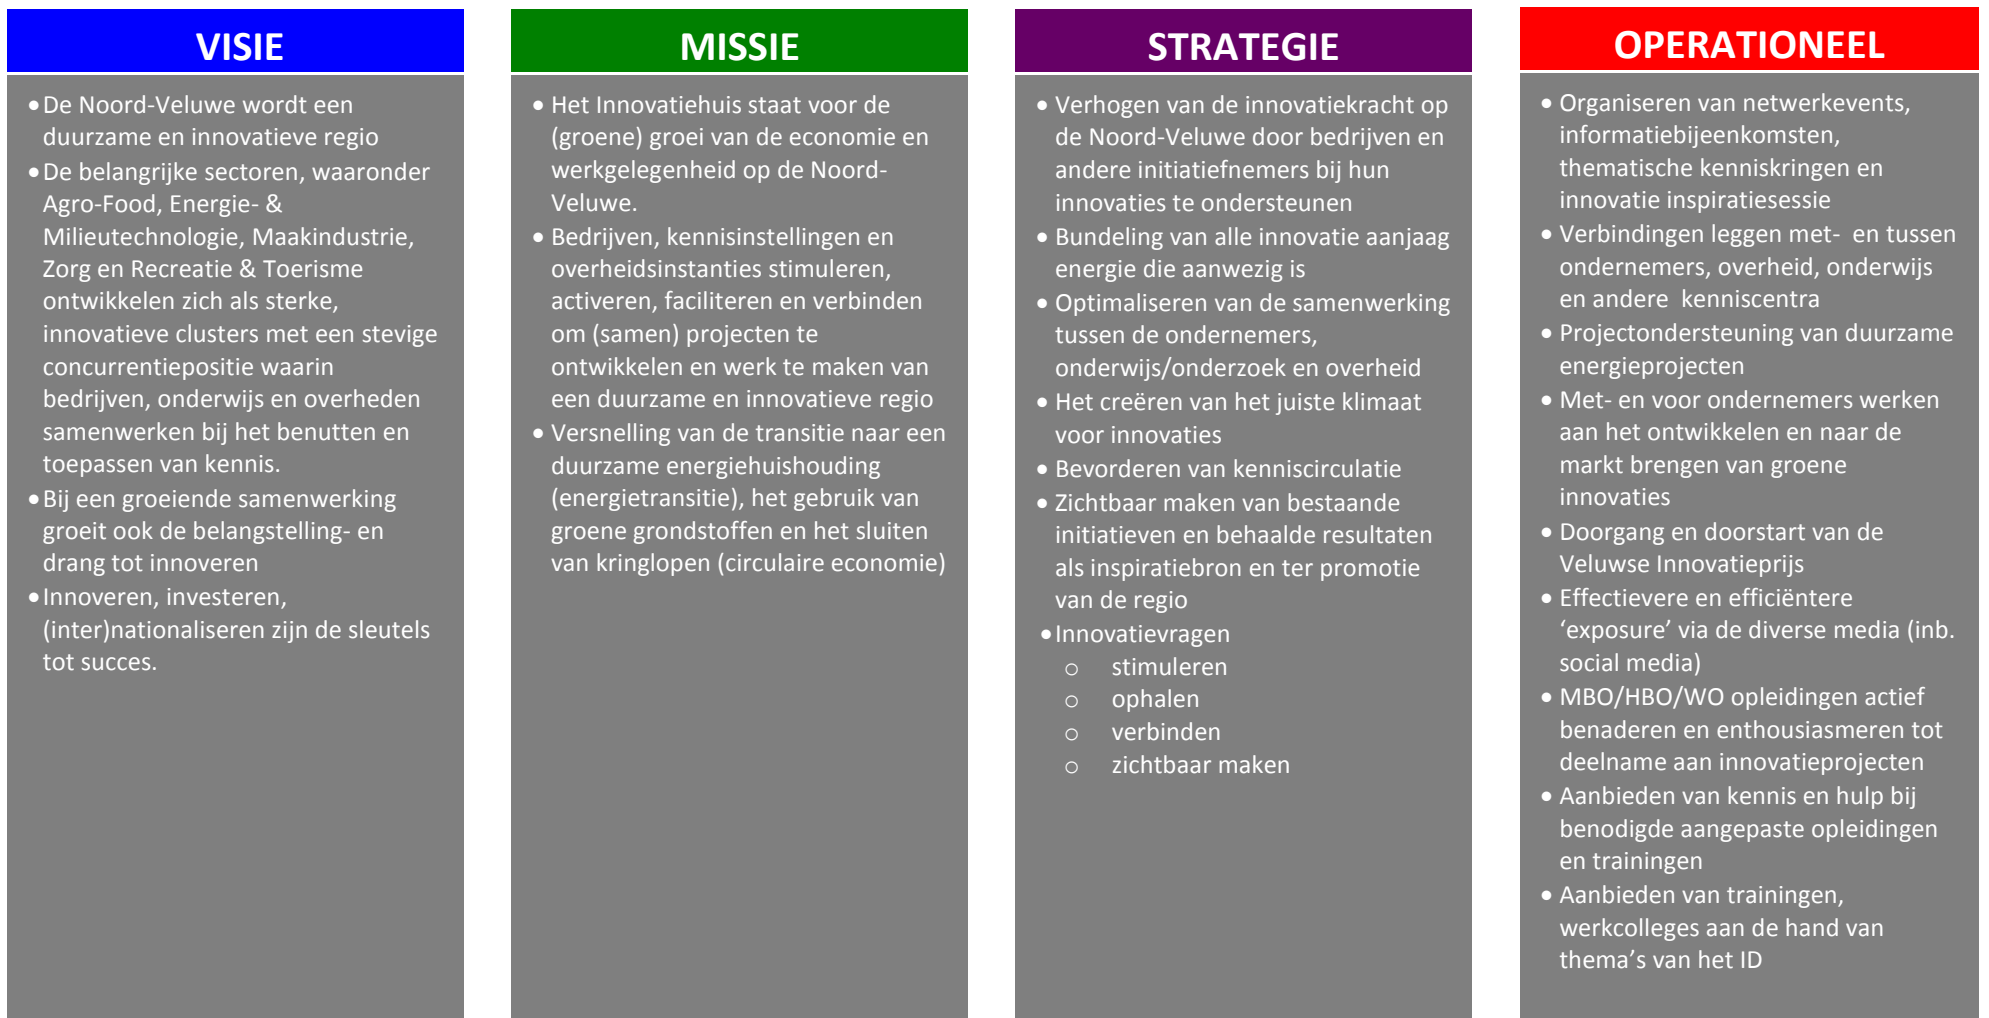 VISIE
•De Noord-Veluwe wordt een
duurzame en innovatieve regio
•De belangrijke sectoren, waaronder
Agro-Food, Energie- &
Milieutechnologie, Maakindustrie,
Zorg en Recreatie & Toerisme
ontwikkelen zich als sterke,
innovatieve clusters met een stevige
concurrentiepositie waarin
bedrijven, onderwijs en overheden
samenwerken bij het benutten en
toepassen van kennis.
•Bij een groeiende samenwerking
groeit ook de belangstelling- en
drang tot innoveren
•Innoveren, investeren,
(inter)nationaliseren zijn de sleutels
tot succes.
MISSIE
• Het Innovatiehuis staat voor de
(groene) groei van de economie en
werkgelegenheid op de Noord-
Veluwe.
• Bedrijven, kennisinstellingen en
overheidsinstanties stimuleren,
activeren, faciliteren en verbinden
om (samen) projecten te
ontwikkelen en werk te maken van
een duurzame en innovatieve regio
• Versnelling van de transitie naar een
duurzame energiehuishouding
(energietransitie), het gebruik van
groene grondstoffen en het sluiten
van kringlopen (circulaire economie)
STRATEGIE
• Verhogen van de innovatiekracht op
de Noord-Veluwe door bedrijven en
andere initiatiefnemers bij hun
innovaties te ondersteunen
• Bundeling van alle innovatie aanjaag
energie die aanwezig is
• Optimaliseren van de samenwerking
tussen de ondernemers,
onderwijs/onderzoek en overheid
• Het creëren van het juiste klimaat
voor innovaties
• Bevorderen van kenniscirculatie
• Zichtbaar maken van bestaande
initiatieven en behaalde resultaten
als inspiratiebron en ter promotie
van de regio
•Innovatievragen
o stimuleren
o ophalen
o verbinden
o zichtbaar maken
OPERATIONEEL
• Organiseren van netwerkevents,
informatiebijeenkomsten,
thematische kenniskringen en
innovatie inspiratiesessie
• Verbindingen leggen met- en tussen
ondernemers, overheid, onderwijs
en andere kenniscentra
• Projectondersteuning van duurzame
energieprojecten
• Met- en voor ondernemers werken
aan het ontwikkelen en naar de
markt brengen van groene
innovaties
• Doorgang en doorstart van de
Veluwse Innovatieprijs
• Effectievere en efficiëntere
‘exposure’ via de diverse media (inb.
social media)
• MBO/HBO/WO opleidingen actief
benaderen en enthousiasmeren tot
deelname aan innovatieprojecten
• Aanbieden van kennis en hulp bij
benodigde aangepaste opleidingen
en trainingen
• Aanbieden van trainingen,
werkcolleges aan de hand van
thema’s van het ID